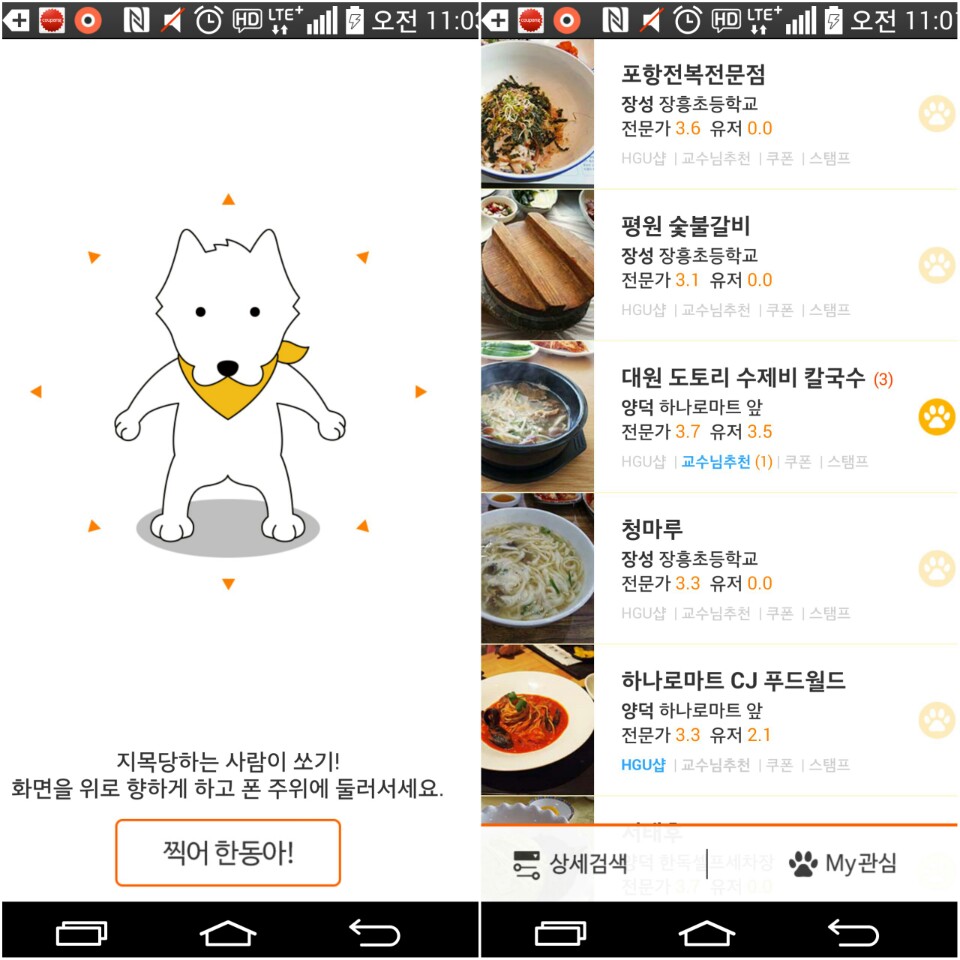 HD LTE+ 오전 11:0
지목당하는 사람이 쏘기!
화면을 위로 향하게 하고 폰 주위에 둘러서세요.
찍어 한동아!
HD LTE+ 오전 11:0
포항전복전문점
장성 장흥초등학교
전문가 3.6 유저 0.0
HGU샵 | 교수님추천 | 쿠폰 | 스탬프
평원 숯불갈비
장성 장흥초등학교
전문가 3.1 유저 0.0
HGU샵 | 교수님추천 | 쿠폰 | 스탬프
대원 도토리 수제비 칼국수 (3)
양덕 하나로마트 앞
전문가 3.7 유저 3.5
HGU샵 | 교수님추천 (1) | 쿠폰 | 스탬프
청마루
장성 장흥초등학교
전문가 3.3 유저 0.0
HGU샵 | 교수님추천 | 쿠폰 | 스탬프
하나로마트 CJ 푸드월드
양덕 하나로마트 앞
전문가 3.3 유저 2.1
HGU샵 | 교수님추천 | 쿠폰 | 스탬프
서태후
양덕 한독셀프세차장
전문가 3.7 유저 0.0
상세검색 | My관심